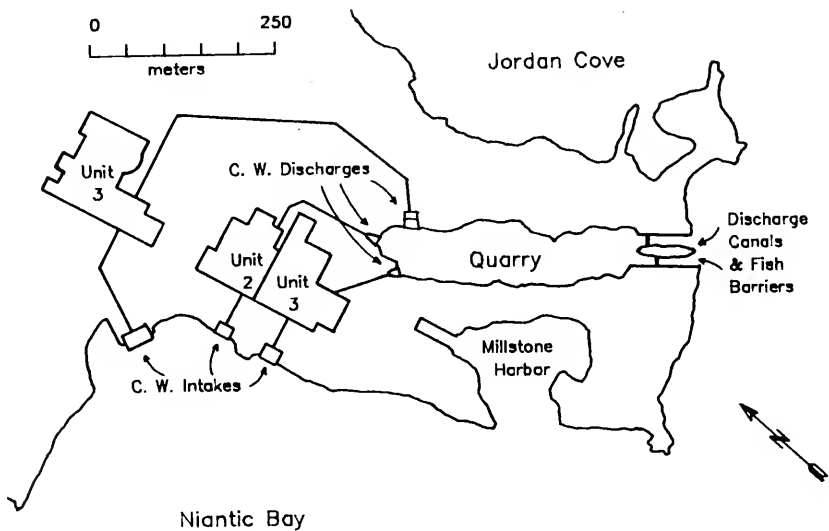 0 250
meters
Jordan Cove
Unit
3
C. W. Discharges
Unit
2
Unit
3
Quarry
Discharge
Canals
& Fish
Barriers
C. W. Intakes
Millstone
Harbor
N
Niantic Bay